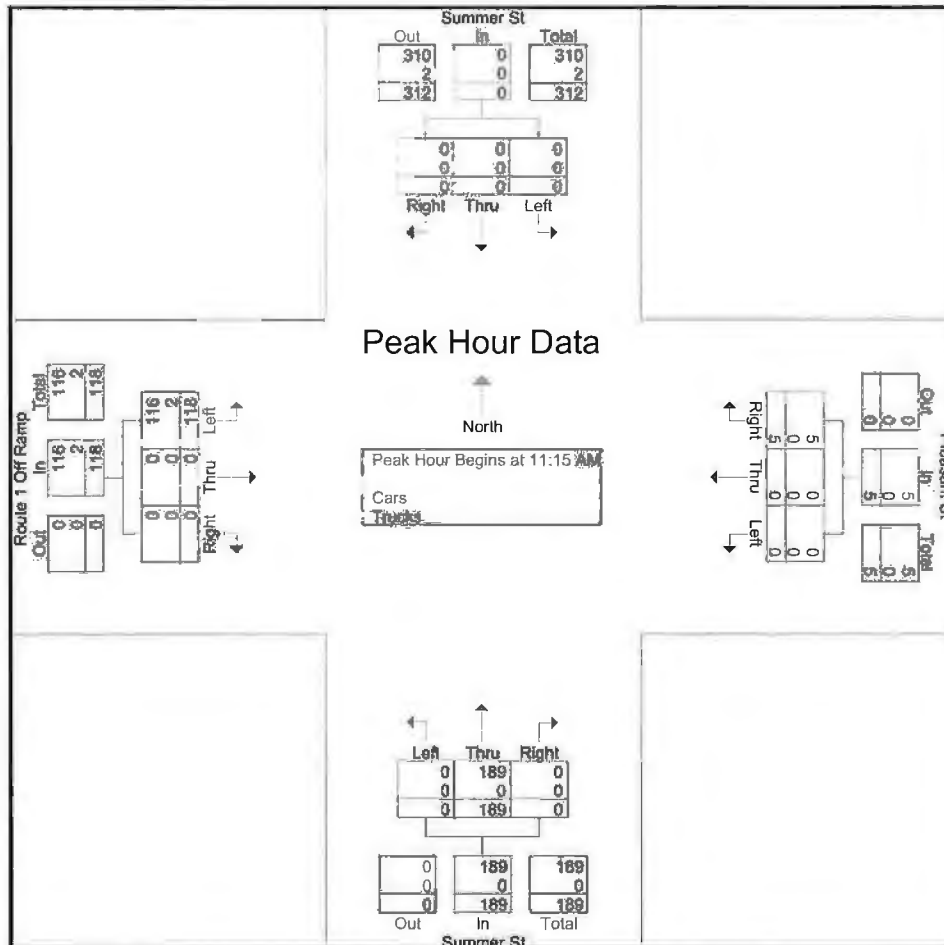 Summer St
Out In Total
310 0 310
2 0 2
312 0 312
0 0 0
0 0 0
0 0 0
Right Thru Left
Peak Hour Data
North
Peak Hour Begins at 11:15 AM
Cars
Trucks
Route 1 Off Ramp
Total In Out
116 116 0
2 2 0
118 118 0
116 0 0
2 0 0
118 0 0
Left Thru Right
Right Thru Left
5 0 0
0 0 0
5 0 0
Out In Total
0 5 5
0 0 0
0 5 5
Left Thru Right
0 189 0
0 0 0
0 189 0
0 189 189
0 0 0
0 189 189
Out In Total
Summer St